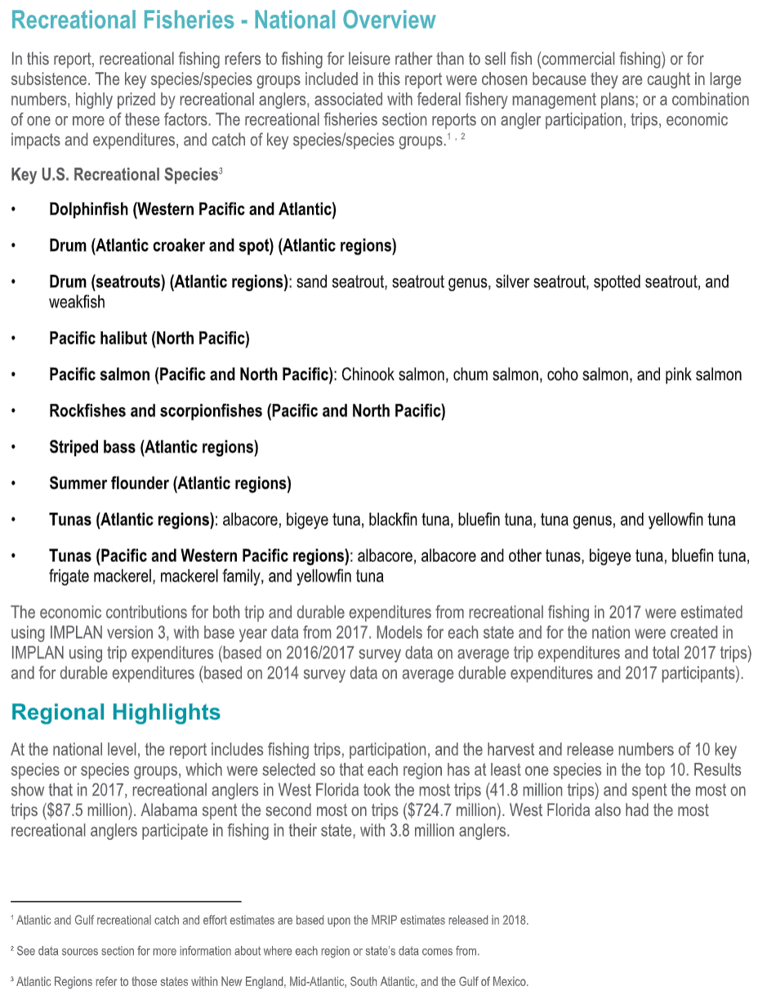 Recreational Fisheries - National Overview
In this report, recreational fishing refers to fishing for leisure rather than to sell fish (commercial fishing) or for
subsistence. The key species/species groups included in this report were chosen because they are caught in large
numbers, highly prized by recreational anglers, associated with federal fishery management plans; or a combination
of one or more of these factors. The recreational fisheries section reports on angler participation, trips, economic
impacts and expenditures, and catch of key species/species groups.¹ ˒ ²
Key U.S. Recreational Species³
• Dolphinfish (Western Pacific and Atlantic)
• Drum (Atlantic croaker and spot) (Atlantic regions)
• Drum (seatrouts) (Atlantic regions): sand seatrout, seatrout genus, silver seatrout, spotted seatrout, and
weakfish
• Pacific halibut (North Pacific)
• Pacific salmon (Pacific and North Pacific): Chinook salmon, chum salmon, coho salmon, and pink salmon
• Rockfishes and scorpionfishes (Pacific and North Pacific)
• Striped bass (Atlantic regions)
• Summer flounder (Atlantic regions)
• Tunas (Atlantic regions): albacore, bigeye tuna, blackfin tuna, bluefin tuna, tuna genus, and yellowfin tuna
• Tunas (Pacific and Western Pacific regions): albacore, albacore and other tunas, bigeye tuna, bluefin tuna,
frigate mackerel, mackerel family, and yellowfin tuna
The economic contributions for both trip and durable expenditures from recreational fishing in 2017 were estimated
using IMPLAN version 3, with base year data from 2017. Models for each state and for the nation were created in
IMPLAN using trip expenditures (based on 2016/2017 survey data on average trip expenditures and total 2017 trips)
and for durable expenditures (based on 2014 survey data on average durable expenditures and 2017 participants).
Regional Highlights
At the national level, the report includes fishing trips, participation, and the harvest and release numbers of 10 key
species or species groups, which were selected so that each region has at least one species in the top 10. Results
show that in 2017, recreational anglers in West Florida took the most trips (41.8 million trips) and spent the most on
trips ($87.5 million). Alabama spent the second most on trips ($724.7 million). West Florida also had the most
recreational anglers participate in fishing in their state, with 3.8 million anglers.
¹ Atlantic and Gulf recreational catch and effort estimates are based upon the MRIP estimates released in 2018.
² See data sources section for more information about where each region or state's data comes from.
³ Atlantic Regions refer to those states within New England, Mid-Atlantic, South Atlantic, and the Gulf of Mexico.